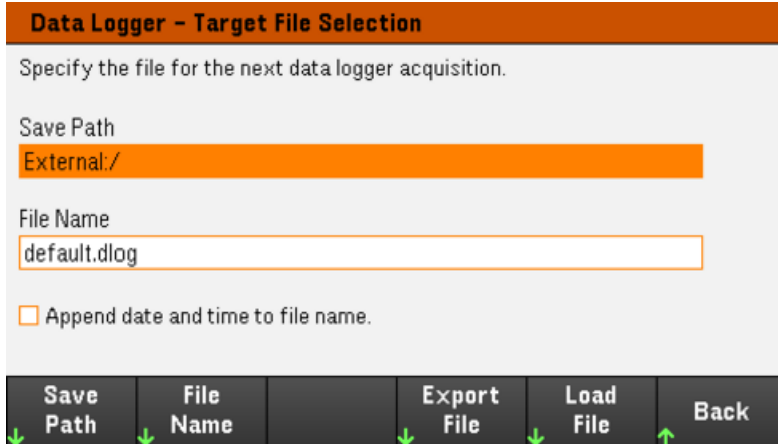 Data Logger – Target File Selection
Specify the file for the next data logger acquisition.
Save Path
External:/
File Name
default.dlog
Append date and time to file name.
Save Path
File Name
Export File
Load File
Back